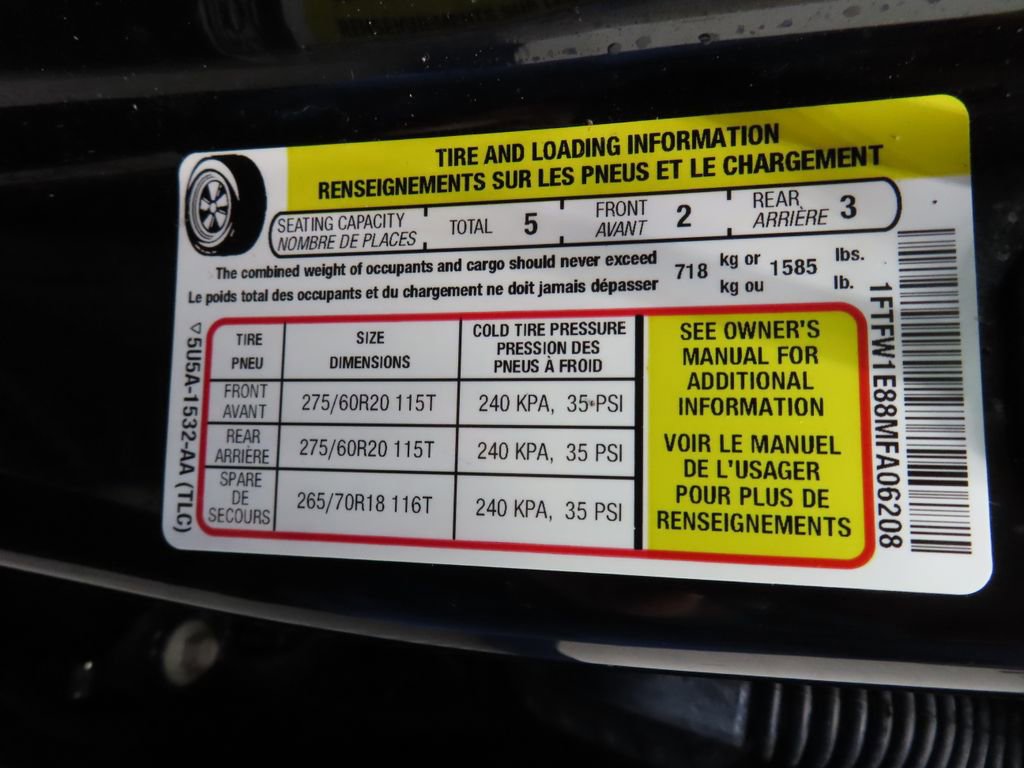 TIRE AND LOADING INFORMATION
RENSEIGNEMENTS SUR LES PNEUS ET LE CHARGEMENT
SEATING CAPACITY
NOMBRE DE PLACES
TOTAL 5
FRONT
AVANT
2
REAR
ARRIÈRE
3
The combined weight of occupants and cargo should never exceed
Le poids total des occupants et du chargement ne doit jamais dépasser
718
kg or
kg ou
1585
lbs.
lb.
TIRE
PNEU
SIZE
DIMENSIONS
COLD TIRE PRESSURE
PRESSION DES
PNEUS À FROID
FRONT
AVANT
275/60R20 115T
240 KPA, 35 PSI
REAR
ARRIÈRE
275/60R20 115T
240 KPA, 35 PSI
SPARE
DE
SECOURS
265/70R18 116T
240 KPA, 35 PSI
SEE OWNER'S
MANUAL FOR
ADDITIONAL
INFORMATION
VOIR LE MANUEL
DE L'USAGER
POUR PLUS DE
RENSEIGNEMENTS
5U5A-1532-AA (TLC)
1FTFW1E88MFA06208